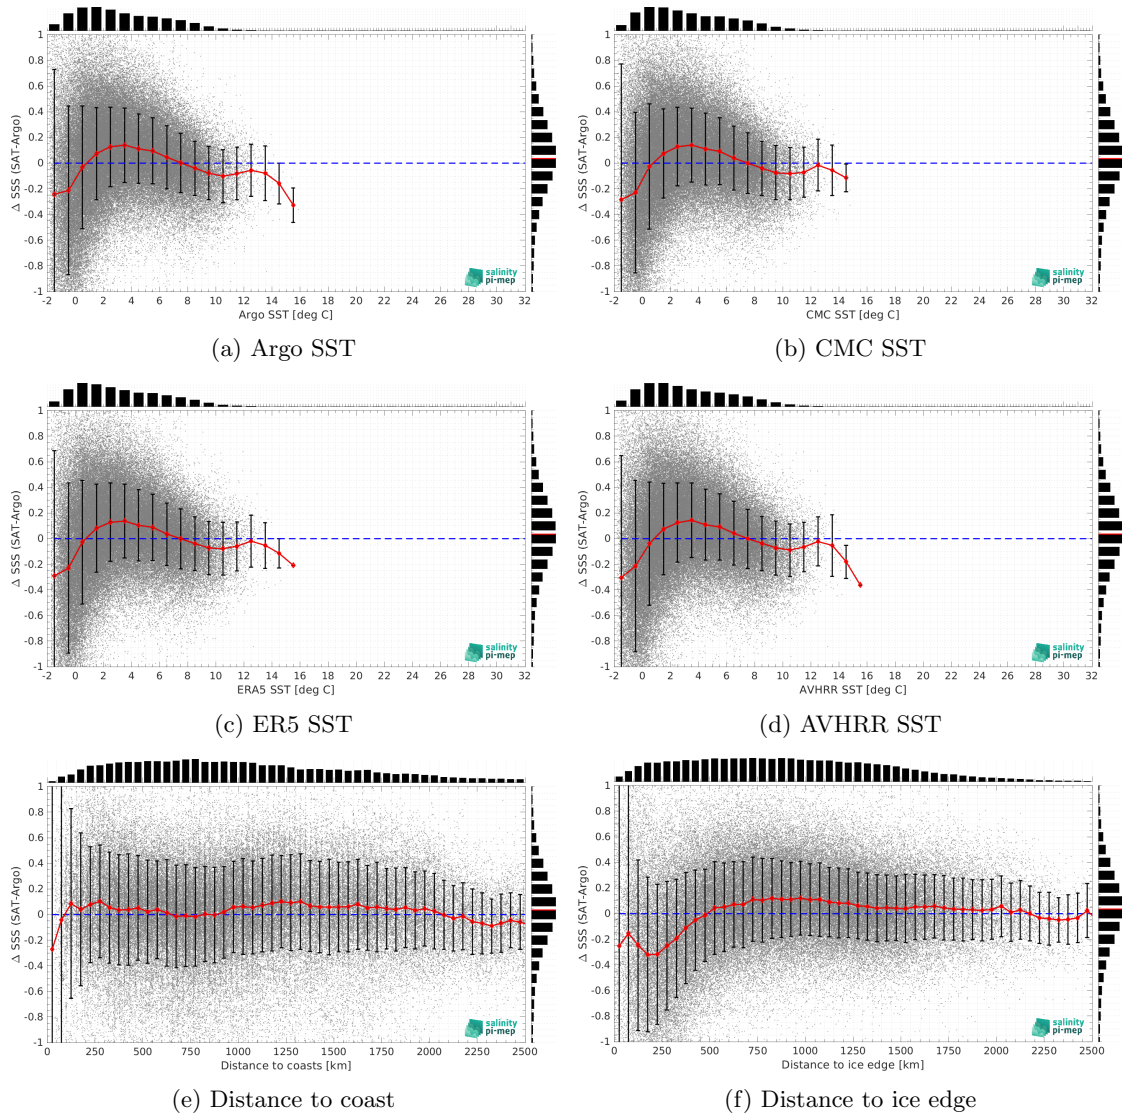 1
0.8
0.6
0.4
0.2
0
-0.2
-0.4
-0.6
-0.8
-1
Δ SSS (SAT-Argo)
salinity
pi-mep
-2 0 2 4 6 8 10 12 14 16 18 20 22 24 26 28 30 32
Argo SST [deg C]
(a) Argo SST
1
0.8
0.6
0.4
0.2
0
-0.2
-0.4
-0.6
-0.8
-1
Δ SSS (SAT-Argo)
salinity
pi-mep
-2 0 2 4 6 8 10 12 14 16 18 20 22 24 26 28 30 32
CMC SST [deg C]
(b) CMC SST
1
0.8
0.6
0.4
0.2
0
-0.2
-0.4
-0.6
-0.8
-1
Δ SSS (SAT-Argo)
salinity
pi-mep
-2 0 2 4 6 8 10 12 14 16 18 20 22 24 26 28 30 32
ERA5 SST [deg C]
(c) ER5 SST
1
0.8
0.6
0.4
0.2
0
-0.2
-0.4
-0.6
-0.8
-1
Δ SSS (SAT-Argo)
salinity
pi-mep
-2 0 2 4 6 8 10 12 14 16 18 20 22 24 26 28 30 32
AVHRR SST [deg C]
(d) AVHRR SST
1
0.8
0.6
0.4
0.2
0
-0.2
-0.4
-0.6
-0.8
-1
Δ SSS (SAT-Argo)
salinity
pi-mep
0 250 500 750 1000 1250 1500 1750 2000 2250 2500
Distance to coasts [km]
(e) Distance to coast
1
0.8
0.6
0.4
0.2
0
-0.2
-0.4
-0.6
-0.8
-1
Δ SSS (SAT-Argo)
salinity
pi-mep
0 250 500 750 1000 1250 1500 1750 2000 2250 2500
Distance to ice edge [km]
(f) Distance to ice edge